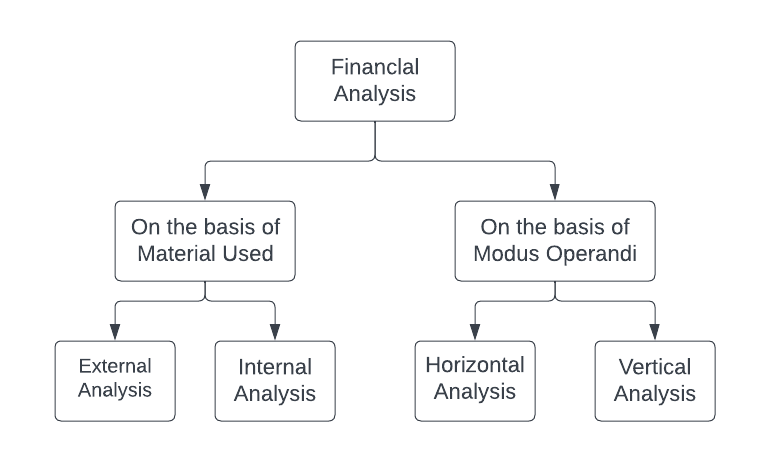 Financlal
Analysis
On the basis of
Material Used
On the basis of
Modus Operandi
External
Analysis
Internal
Analysis
Horizontal
Analysis
Vertical
Analysis